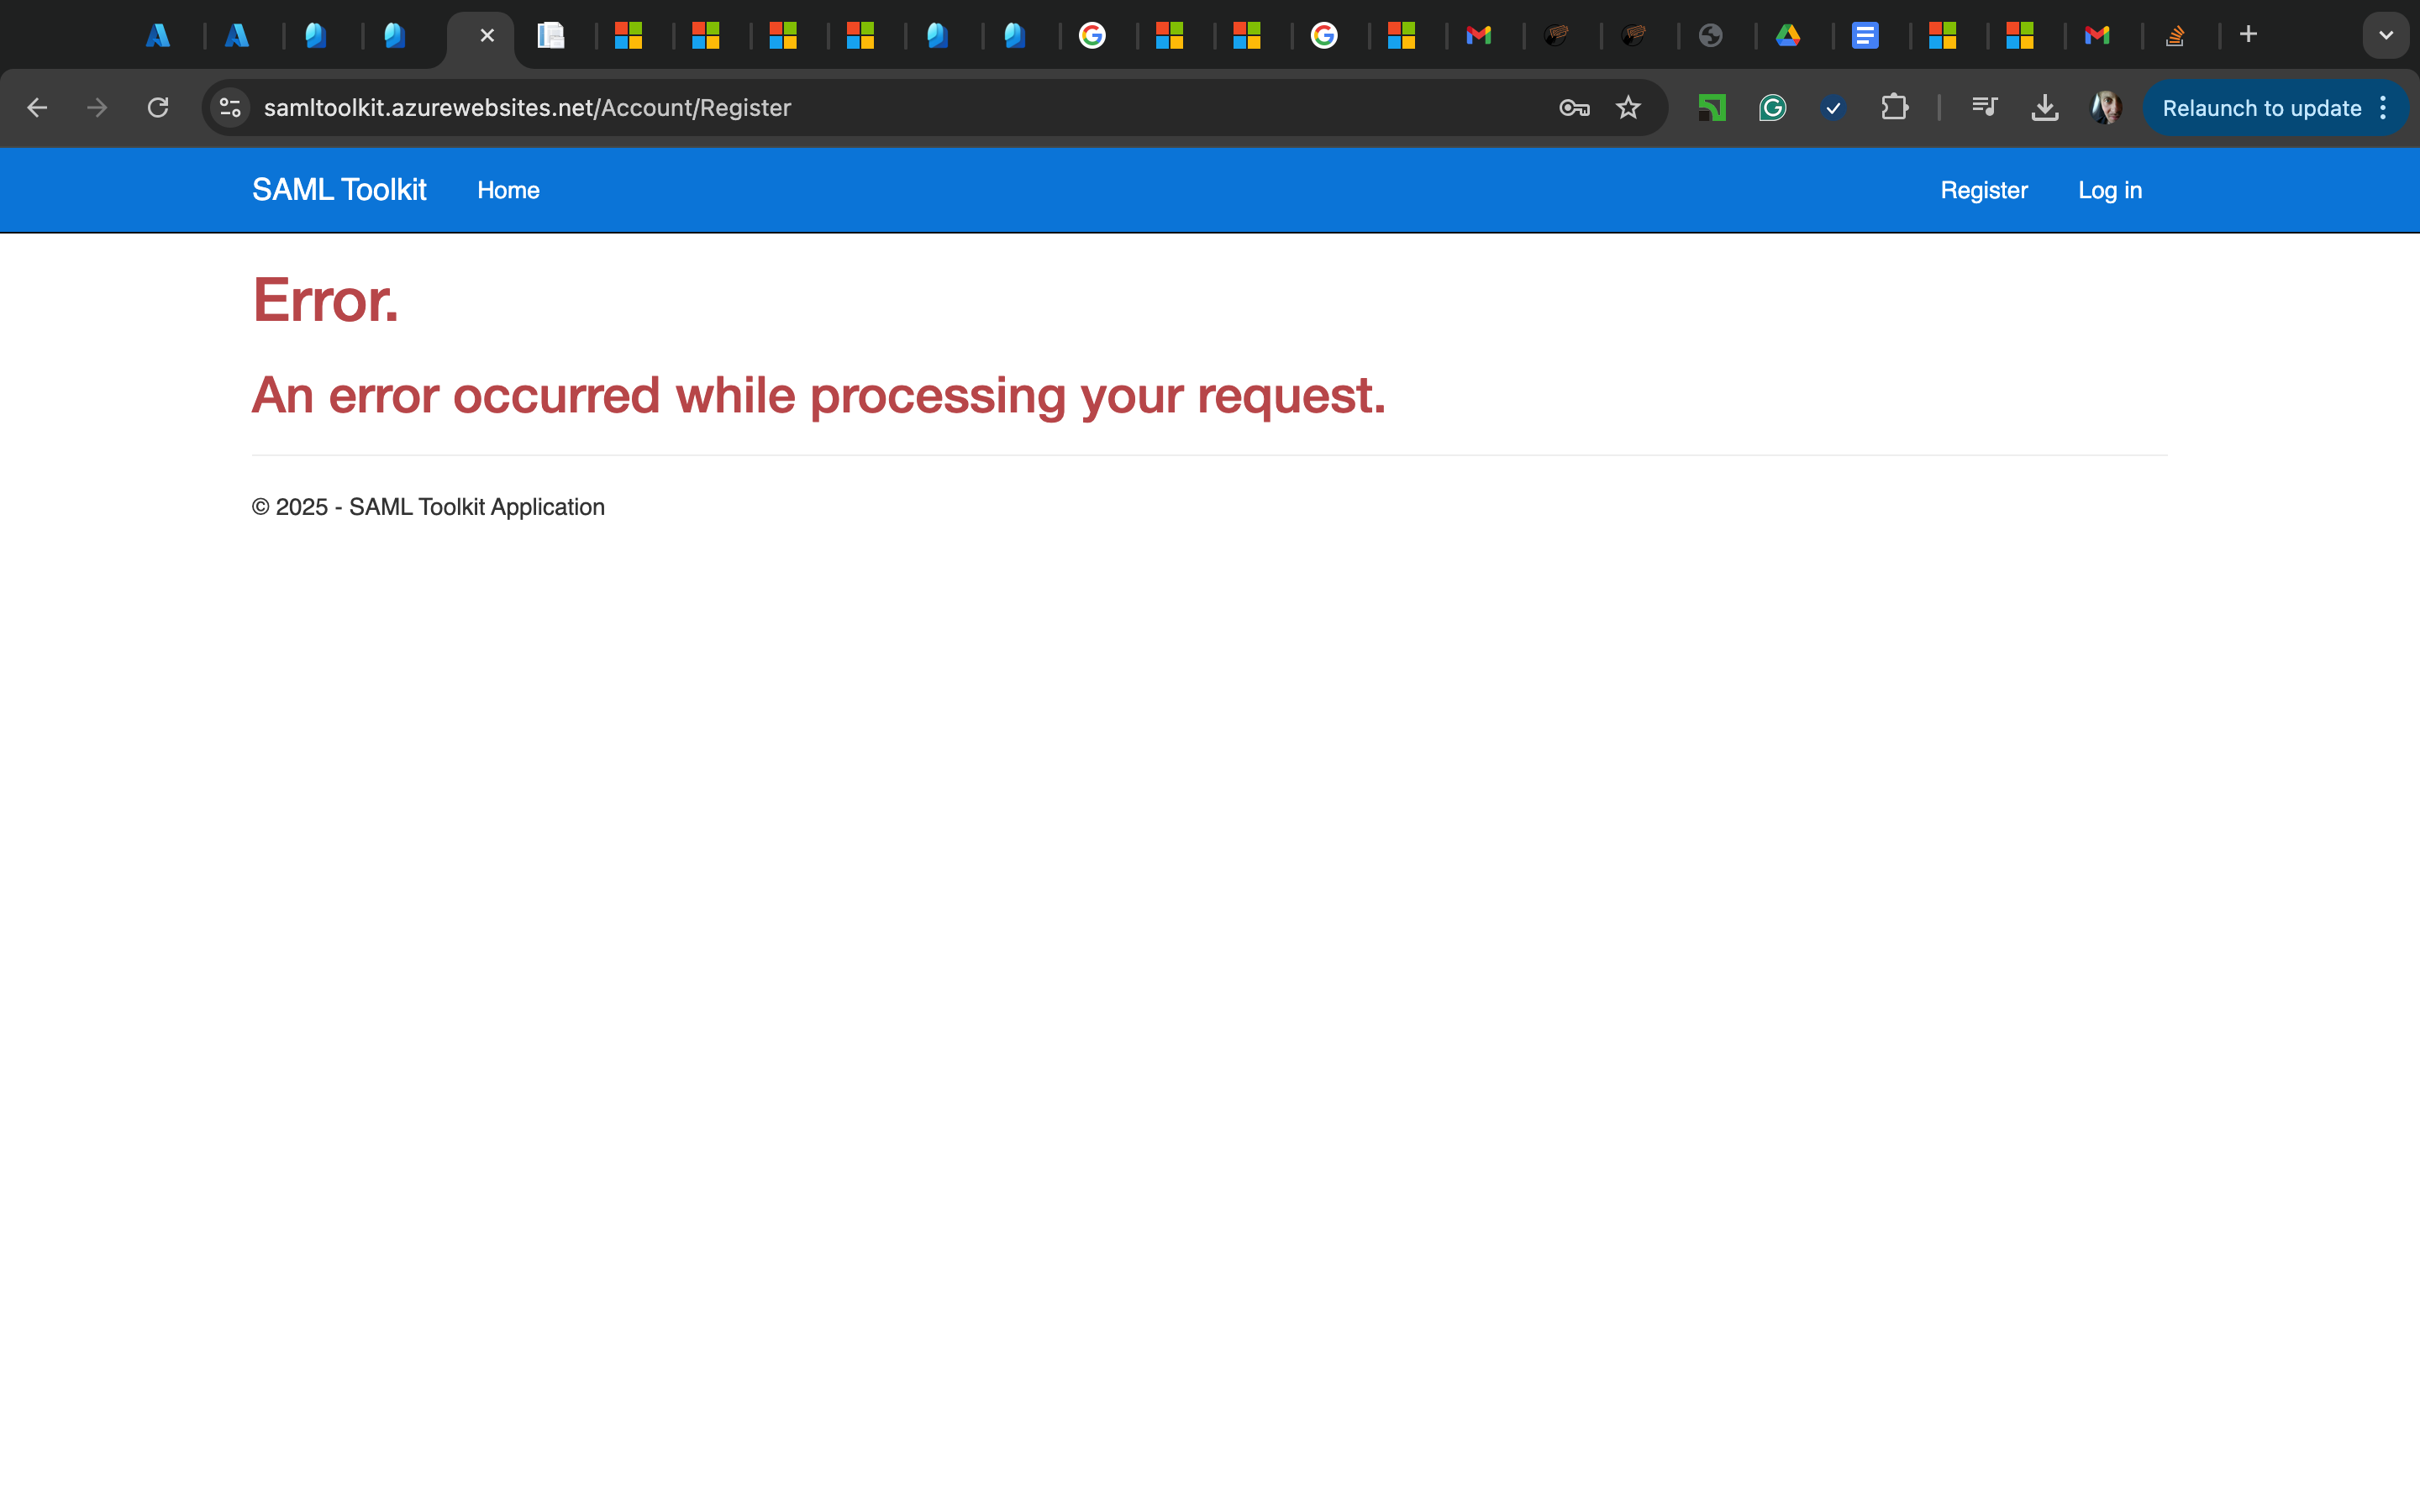 samltoolkit.azurewebsites.net/Account/Register
Relaunch to update
SAML Toolkit Home Register Log in
Error.
An error occurred while processing your request.
© 2025 - SAML Toolkit Application